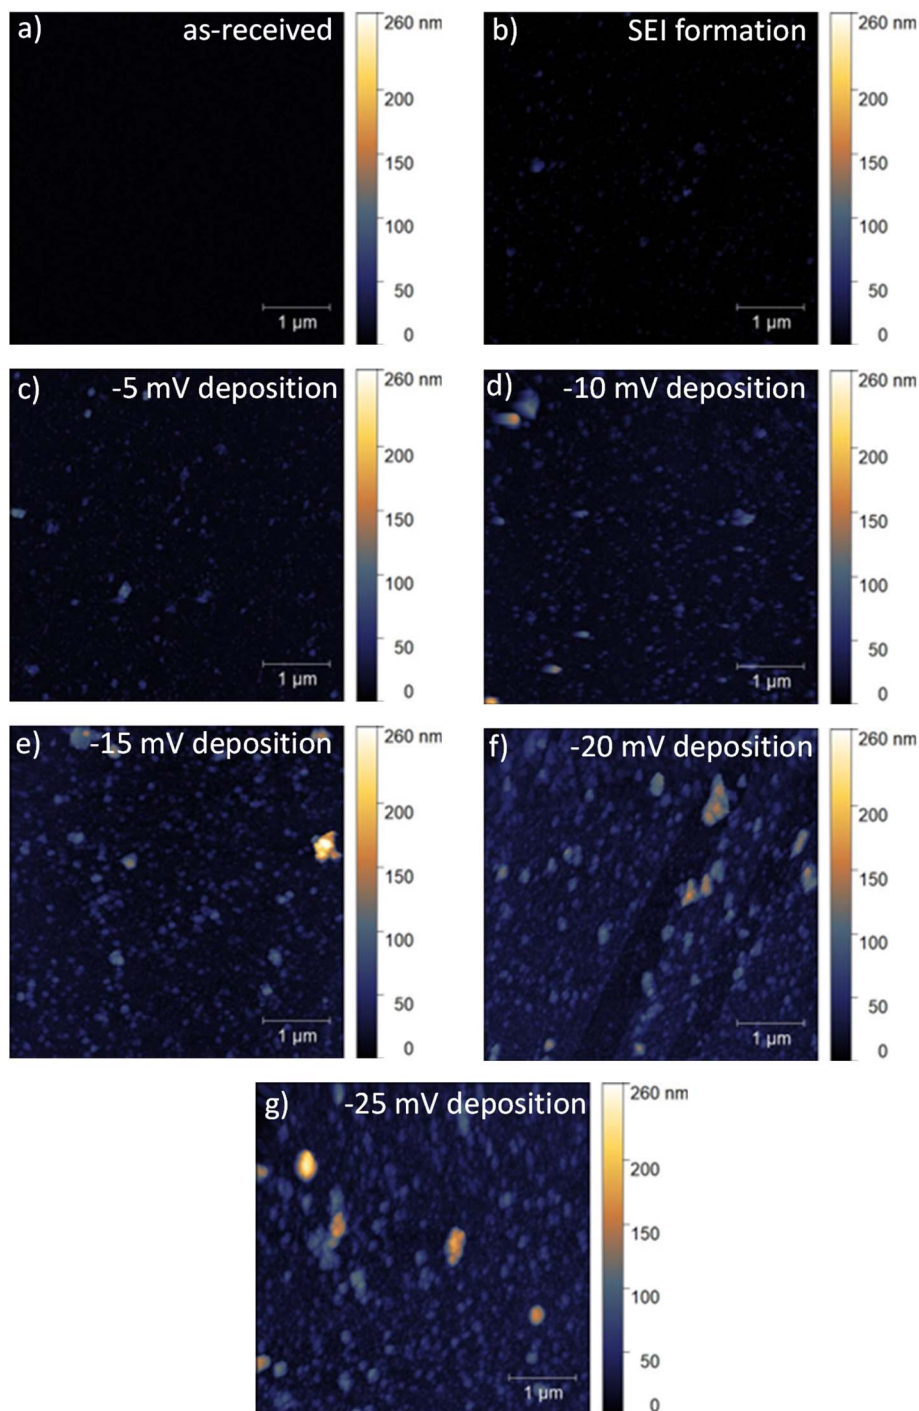 a) as-received
260 nm
200
150
100
50
0
1 µm
b) SEI formation
260 nm
200
150
100
50
0
1 µm
c) -5 mV deposition
260 nm
200
150
100
50
0
1 µm
d) -10 mV deposition
260 nm
200
150
100
50
0
1 µm
e) -15 mV deposition
260 nm
200
150
100
50
0
1 µm
f) -20 mV deposition
260 nm
200
150
100
50
0
1 µm
g) -25 mV deposition
260 nm
200
150
100
50
0
1 µm